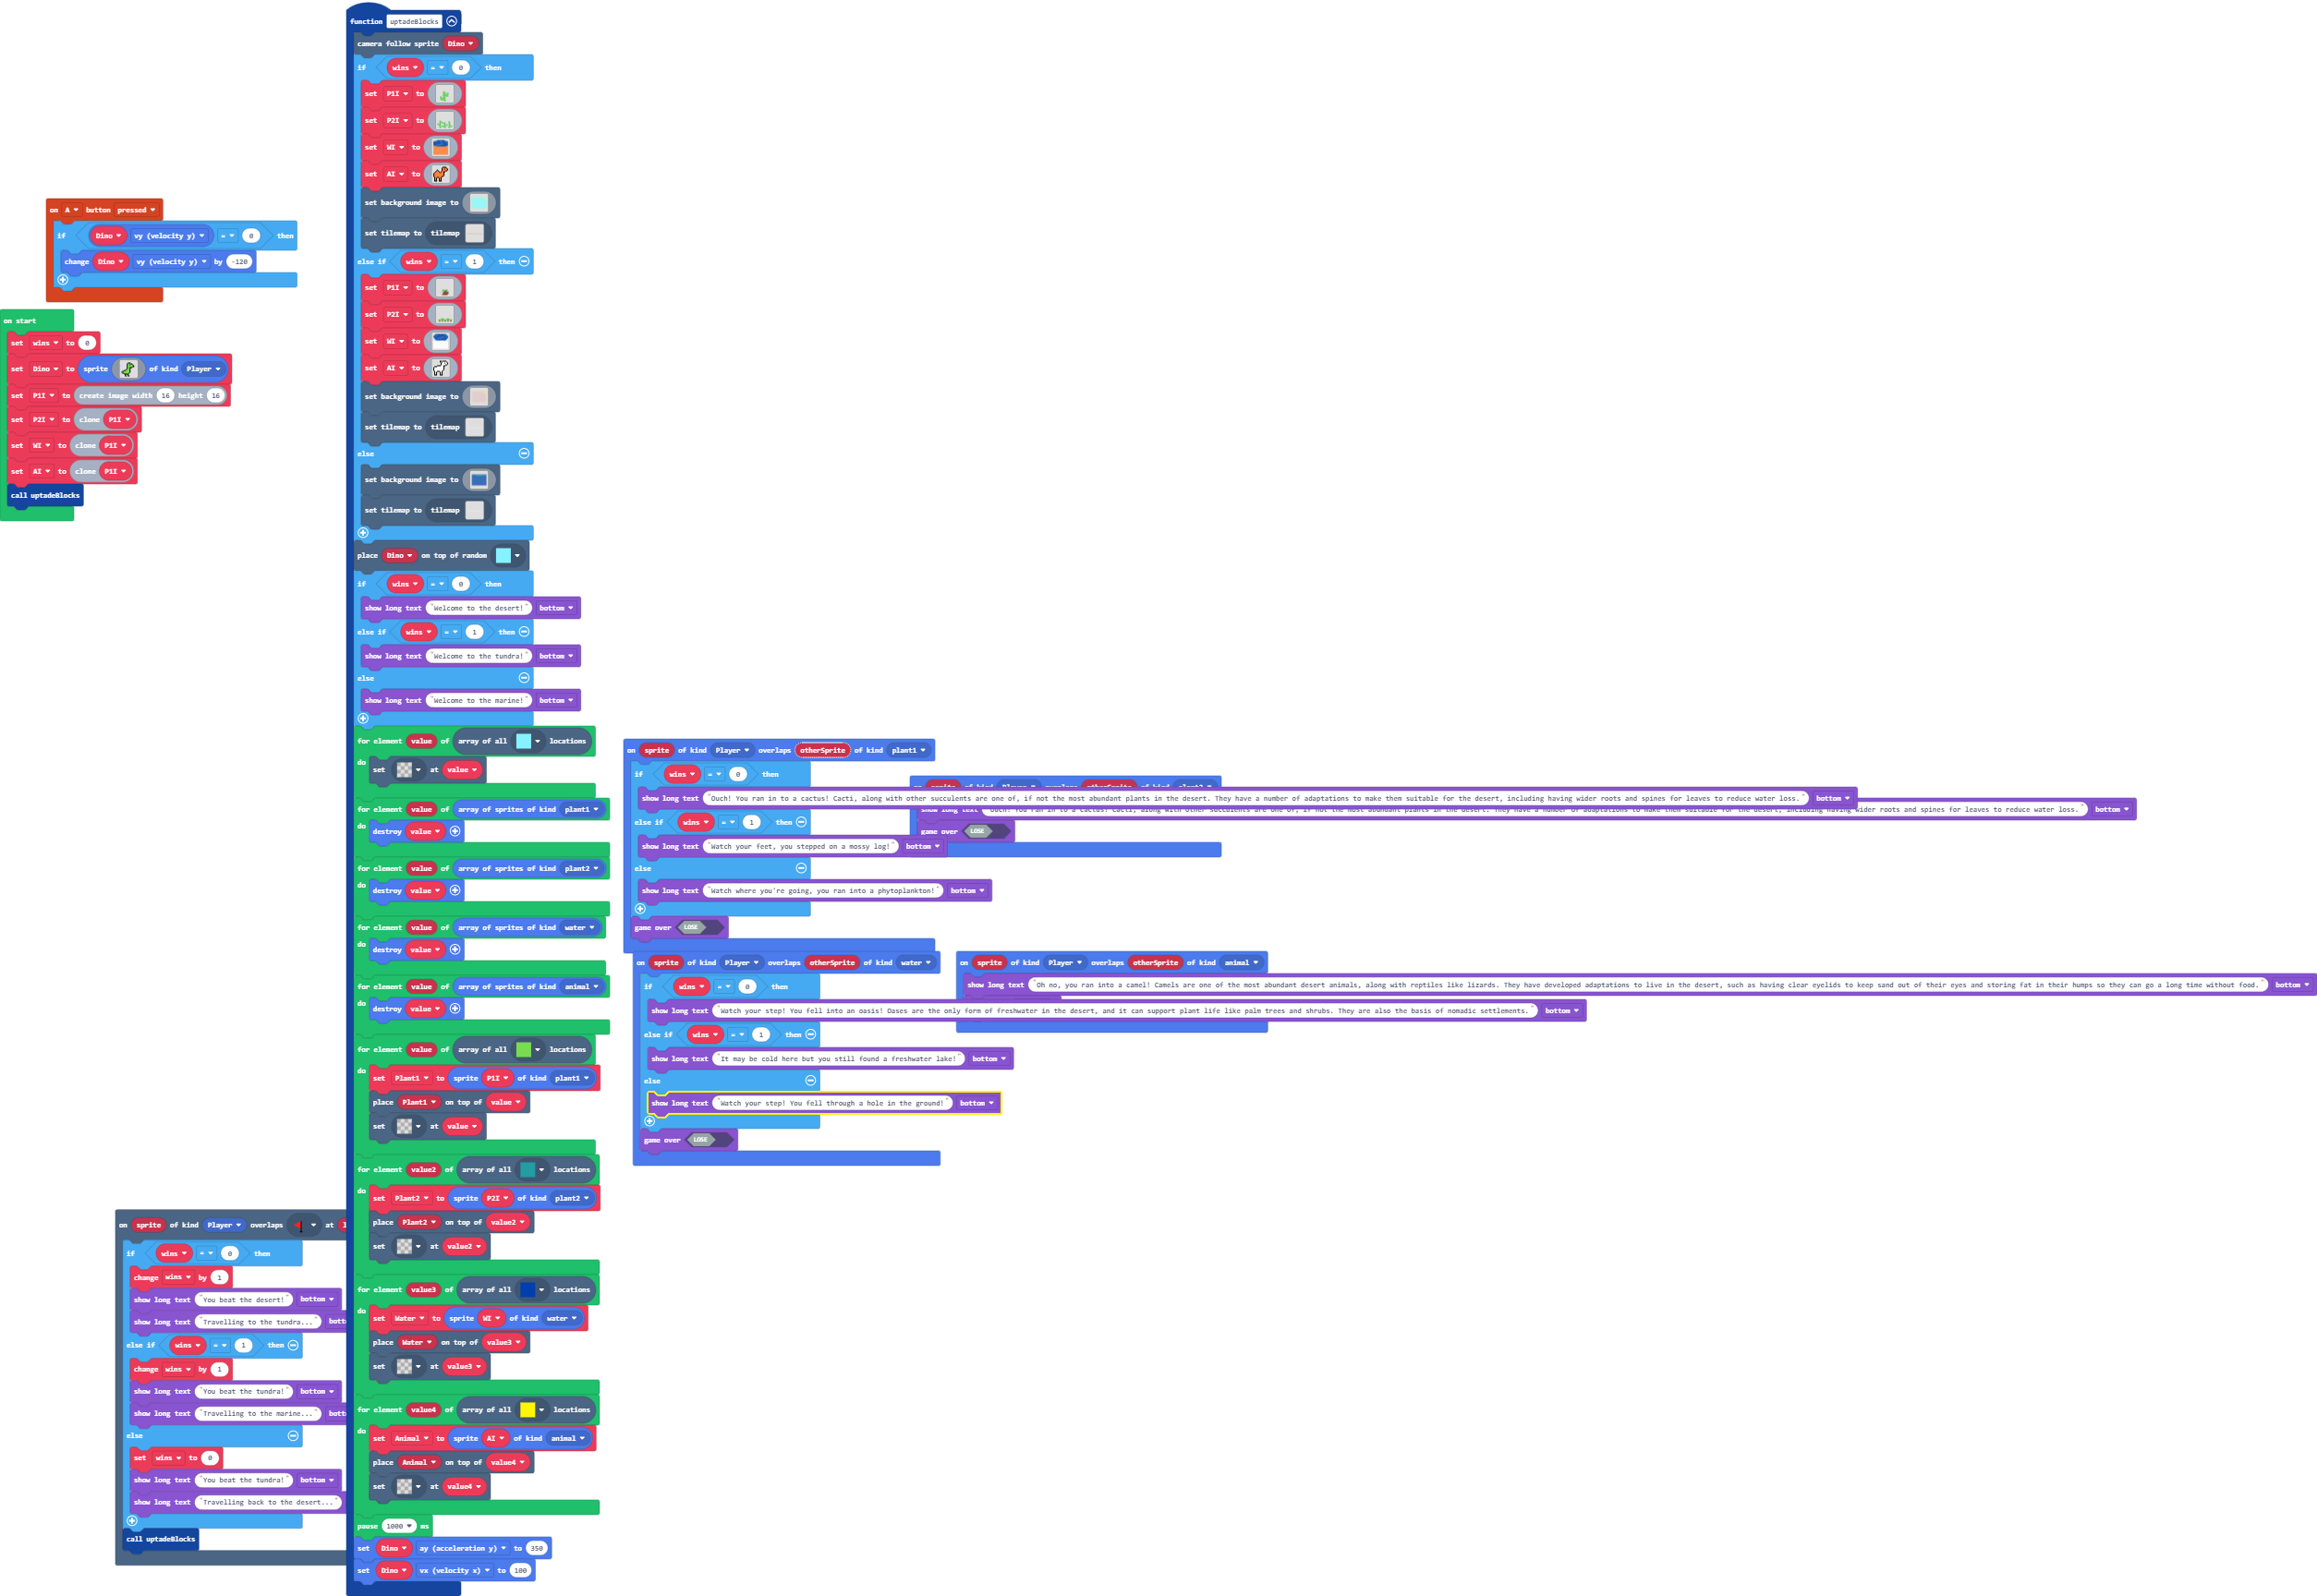 on A button pressed
if Dino vy (velocity y) = 0 then
change Dino vy (velocity y) by -120
on start
set wins to 0
set Dino to sprite of kind Player
set P1I to create image width 16 height 16
set P2I to clone P1I
set WI to clone P1I
set AI to clone P1I
call uptadeBlocks
function uptadeBlocks
camera follow sprite Dino
if wins = 0 then
set P1I to
set P2I to
set WI to
set AI to
set background image to
set tilemap to tilemap
else if wins = 1 then
set P1I to
set P2I to
set WI to
set AI to
set background image to
set tilemap to tilemap
else
set background image to
set tilemap to tilemap
place Dino on top of random
if wins = 0 then
show long text "Welcome to the desert!" bottom
else if wins = 1 then
show long text "Welcome to the tundra!" bottom
else
show long text "Welcome to the marine!" bottom
for element value of array of all locations
do set at value
for element value of array of sprites of kind plant1
do destroy value
for element value of array of sprites of kind plant2
do destroy value
for element value of array of sprites of kind water
do destroy value
for element value of array of sprites of kind animal
do destroy value
for element value of array of all locations
do set Plant1 to sprite P1I of kind plant1
place Plant1 on top of value
set at value
for element value2 of array of all locations
do set Plant2 to sprite P2I of kind plant2
place Plant2 on top of value2
set at value2
for element value3 of array of all locations
do set Water to sprite WI of kind water
place Water on top of value3
set at value3
for element value4 of array of all locations
do set Animal to sprite AI of kind animal
place Animal on top of value4
set at value4
pause 1000 ms
set Dino ay (acceleration y) to 350
set Dino vx (velocity x) to 100
on sprite of kind Player overlaps at
if wins = 0 then
change wins by 1
show long text "You beat the desert!" bottom
show long text "Travelling to the tundra..." bott
else if wins = 1 then
change wins by 1
show long text "You beat the tundra!" bottom
show long text "Travelling to the marine..." bott
else
set wins to 0
show long text "You beat the tundra!" bottom
show long text "Travelling back to the desert..."
call uptadeBlocks
on sprite of kind Player overlaps otherSprite of kind plant1
if wins = 0 then
show long text "Ouch! You ran in to a cactus! Cacti, along with other succulents are one of, if not the most abundant plants in the desert. They have a number of adaptations to make them suitable for the desert, including having wider roots and spines for leaves to reduce water loss." bottom
else if wins = 1 then
show long text "Watch your feet, you stepped on a mossy log!" bottom
else
show long text "Watch where you're going, you ran into a phytoplankton!" bottom
game over LOSE
wider roots and spines for leaves to reduce water loss." bottom
game over LOSE
on sprite of kind Player overlaps otherSprite of kind water
if wins = 0 then
show long text "Watch your step! You fell into an oasis! Oases are the only form of freshwater in the desert, and it can support plant life like palm trees and shrubs. They are also the basis of nomadic settlements." bottom
else if wins = 1 then
show long text "It may be cold here but you still found a freshwater lake!" bottom
else
show long text "Watch your step! You fell through a hole in the ground!" bottom
game over LOSE
on sprite of kind Player overlaps otherSprite of kind animal
show long text "Oh no, you ran into a camel! Camels are one of the most abundant desert animals, along with reptiles like lizards. They have developed adaptations to live in the desert, such as having clear eyelids to keep sand out of their eyes and storing fat in their humps so they can go a long time without food." bottom